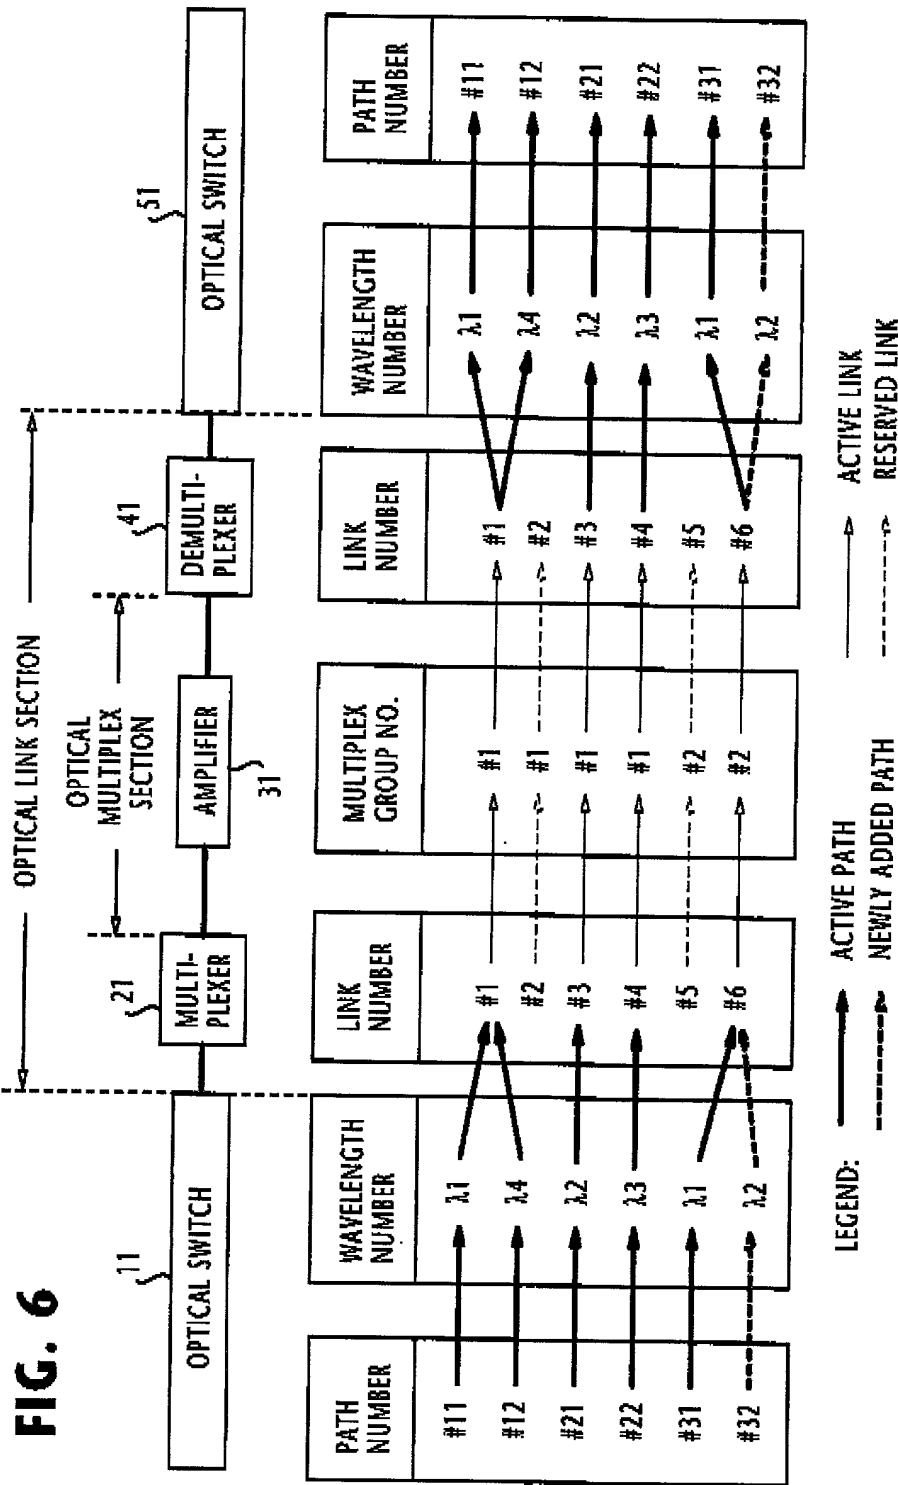 FIG. 6
OPTICAL LINK SECTION
OPTICAL
MULTIPLEX
SECTION
11
OPTICAL SWITCH
21
MULTI-
PLEXER
AMPLIFIER
31
41
DEMULTI-
PLEXER
51
OPTICAL SWITCH
PATH
NUMBER
#11
#12
#21
#22
#31
#32
WAVELENGTH
NUMBER
λ1
λ4
λ2
λ3
λ1
λ2
LINK
NUMBER
#1
#2
#3
#4
#5
#6
MULTIPLEX
GROUP NO.
#1
#1
#1
#1
#2
#2
LINK
NUMBER
#1
#2
#3
#4
#5
#6
WAVELENGTH
NUMBER
λ1
λ4
λ2
λ3
λ1
λ2
PATH
NUMBER
#11
#12
#21
#22
#31
#32
LEGEND:
ACTIVE PATH
NEWLY ADDED PATH
ACTIVE LINK
RESERVED LINK